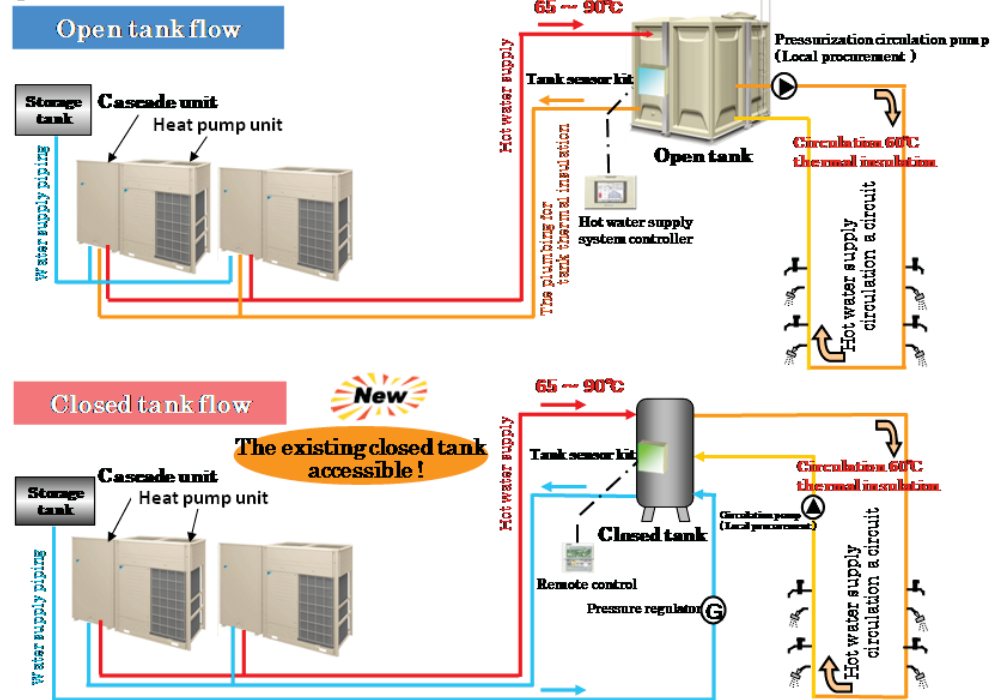 Open tank flow
65 ～ 90℃
Hot water supply
Pressurization circulation pump
( Local procurement )
Storage
tank
Cascade unit
Heat pump unit
Water supply piping
Tank sensor kit
Open tank
Circulation 60℃
thermal insulation
The plumbing for
tank thermal insulation
Hot water supply
system controller
Hot water supply
circulation a circuit
Closed tank flow
New
The existing closed tank
accessible !
65 ～ 90℃
Hot water supply
Storage
tank
Cascade unit
Heat pump unit
Water supply piping
Tank sensor kit
Closed tank
Circulation 60℃
thermal insulation
Circulation pump
( Local procurement )
Remote control
Pressure regulator
G
Hot water supply
circulation a circuit